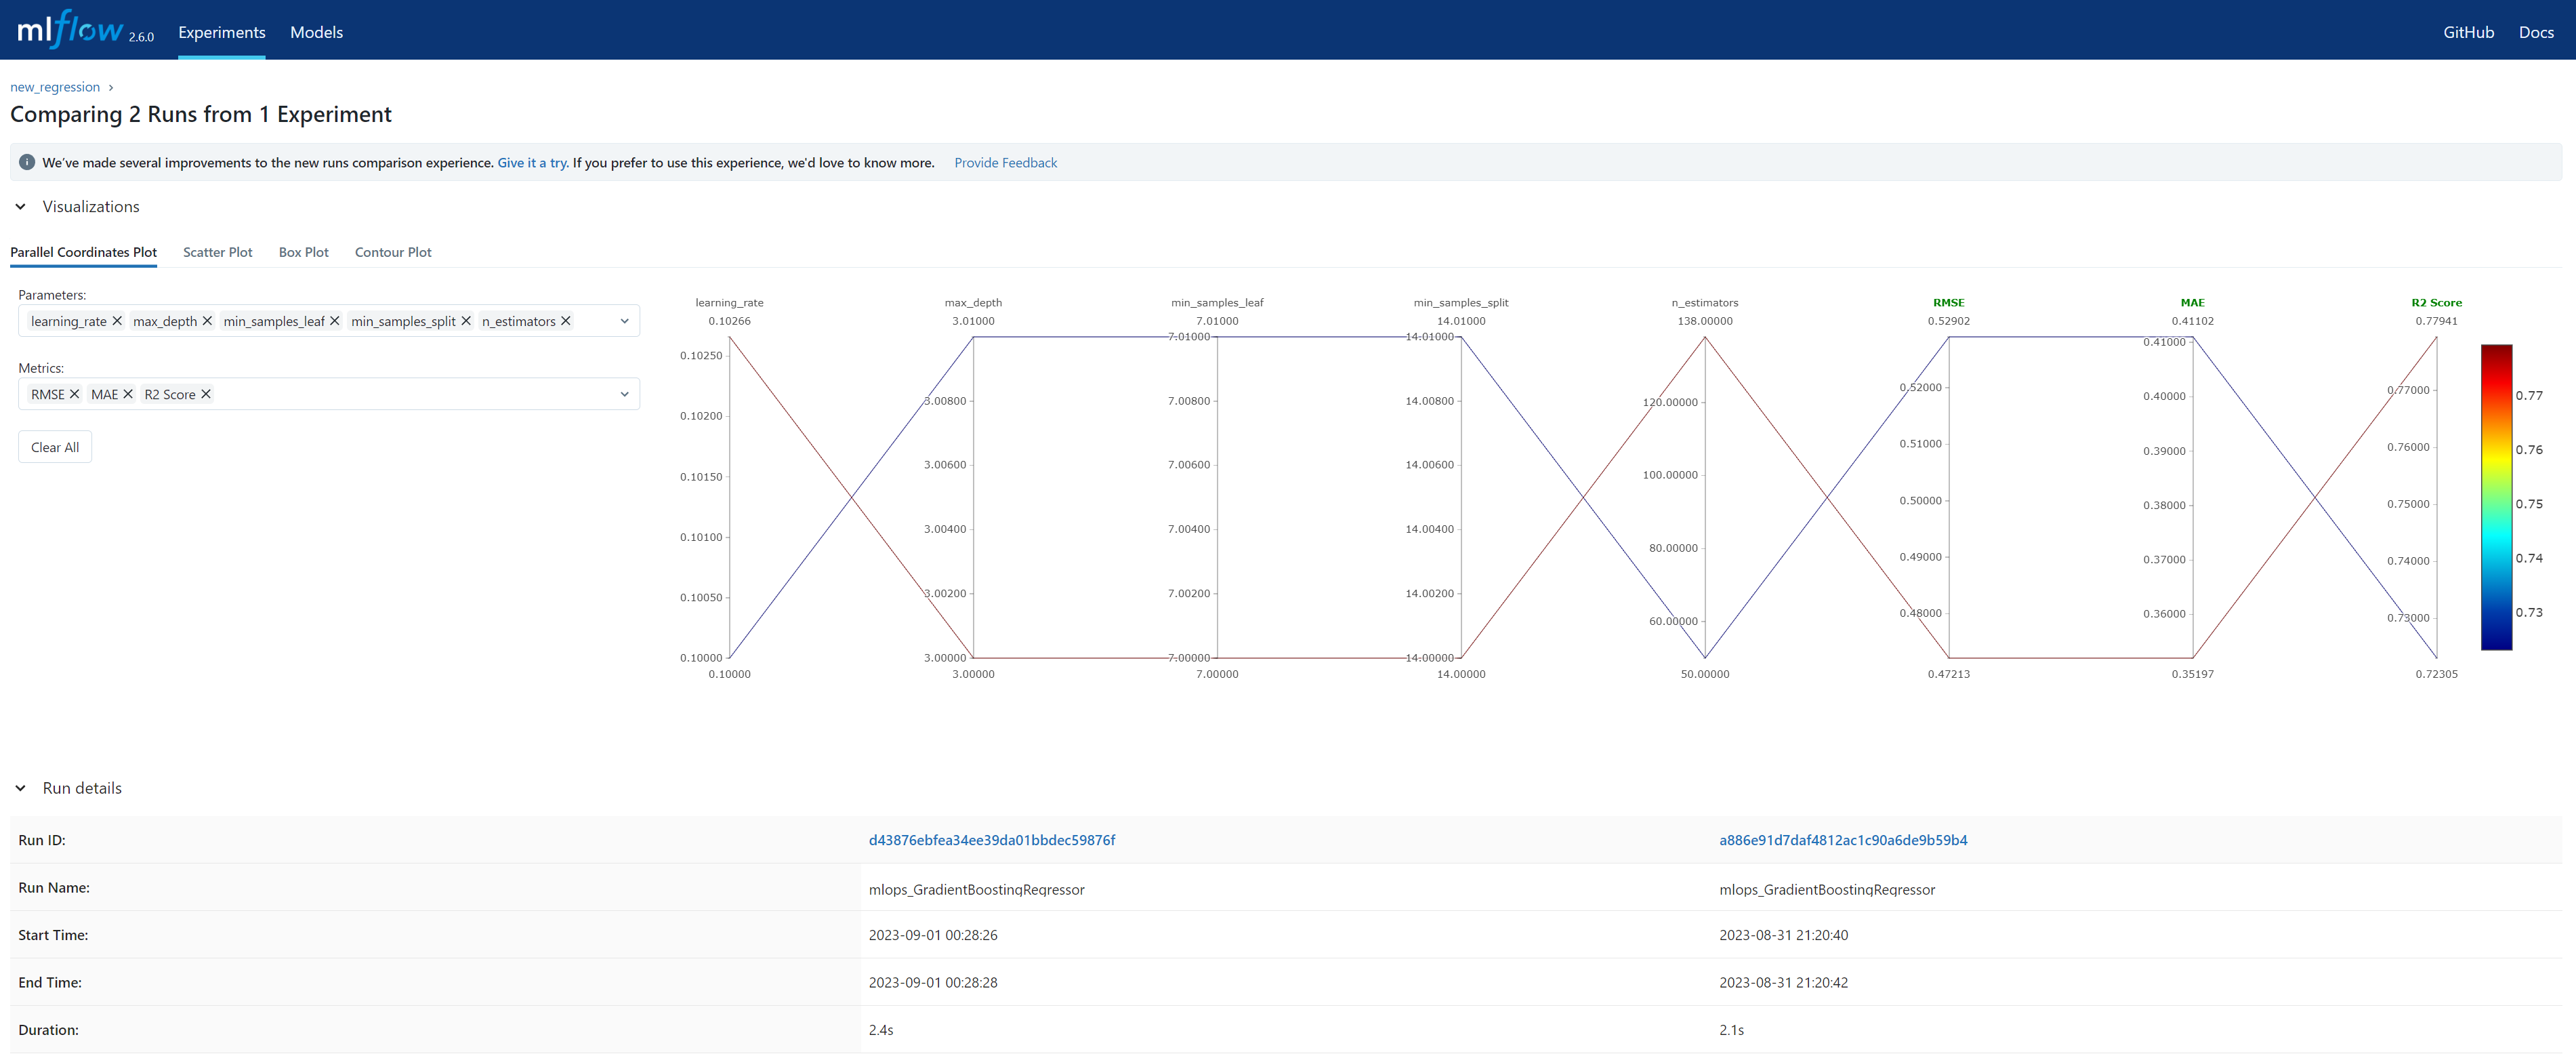 mlflow 2.6.0 Experiments Models GitHub Docs
new_regression ›
Comparing 2 Runs from 1 Experiment
We've made several improvements to the new runs comparison experience. Give it a try. If you prefer to use this experience, we'd love to know more. Provide Feedback
Visualizations
Parallel Coordinates Plot Scatter Plot Box Plot Contour Plot
Parameters:
learning_rate max_depth min_samples_leaf min_samples_split n_estimators
Metrics:
RMSE MAE R2 Score
Clear All
learning_rate
0.10266
0.10250
0.10200
0.10150
0.10100
0.10050
0.10000
0.10000
max_depth
3.01000
3.00800
3.00600
3.00400
3.00200
3.00000
3.00000
min_samples_leaf
7.01000
7.01000
7.00800
7.00600
7.00400
7.00200
7.00000
7.00000
min_samples_split
14.01000
14.01000
14.00800
14.00600
14.00400
14.00200
14.00000
14.00000
n_estimators
138.00000
120.00000
100.00000
80.00000
60.00000
50.00000
RMSE
0.52902
0.52000
0.51000
0.50000
0.49000
0.48000
0.47213
MAE
0.41102
0.41000
0.40000
0.39000
0.38000
0.37000
0.36000
0.35197
R2 Score
0.77941
0.77000
0.76000
0.75000
0.74000
0.73000
0.72305
0.77
0.76
0.75
0.74
0.73
Run details
Run ID: d43876ebfea34ee39da01bbdec59876f a886e91d7daf4812ac1c90a6de9b59b4
Run Name: mlops_GradientBoostingRegressor mlops_GradientBoostingRegressor
Start Time: 2023-09-01 00:28:26 2023-08-31 21:20:40
End Time: 2023-09-01 00:28:28 2023-08-31 21:20:42
Duration: 2.4s 2.1s